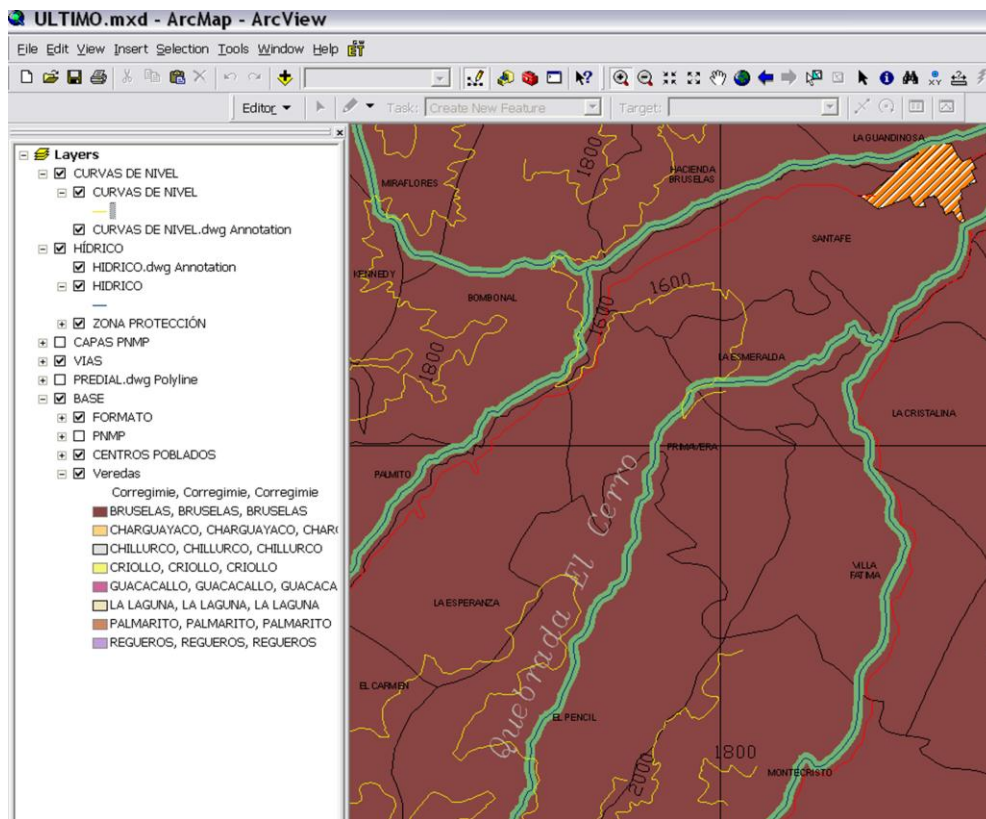 ULTIMO.mxd - ArcMap - ArcView
File Edit View Insert Selection Tools Window Help ET
Editor Task: Create New Feature Target:
Layers
CURVAS DE NIVEL
CURVAS DE NIVEL
CURVAS DE NIVEL.dwg Annotation
HÍDRICO
HIDRICO.dwg Annotation
HIDRICO
ZONA PROTECCIÓN
CAPAS PNMP
VIAS
PREDIAL.dwg Polyline
BASE
FORMATO
PNMP
CENTROS POBLADOS
Veredas
Corregimie, Corregimie, Corregimie
BRUSELAS, BRUSELAS, BRUSELAS
CHARGUAYACO, CHARGUAYACO, CHAR
CHILLURCO, CHILLURCO, CHILLURCO
CRIOLLO, CRIOLLO, CRIOLLO
GUACACALLO, GUACACALLO, GUACACA
LA LAGUNA, LA LAGUNA, LA LAGUNA
PALMARITO, PALMARITO, PALMARITO
REGUEROS, REGUEROS, REGUEROS
LA GUANDINOSA
1800
HACIENDA
BRUSELAS
MIRAFLORES
SANTAFE
KENNEDY
BOMBONAL
1600
1600
1800
LA ESMERALDA
LA CRISTALINA
PRIMAVERA
PALMITO
VILLA
FATIMA
LA ESPERANZA
Quebrada El Cerro
EL CARMEN
EL PENCIL
2000
1800
MONTECRISTO